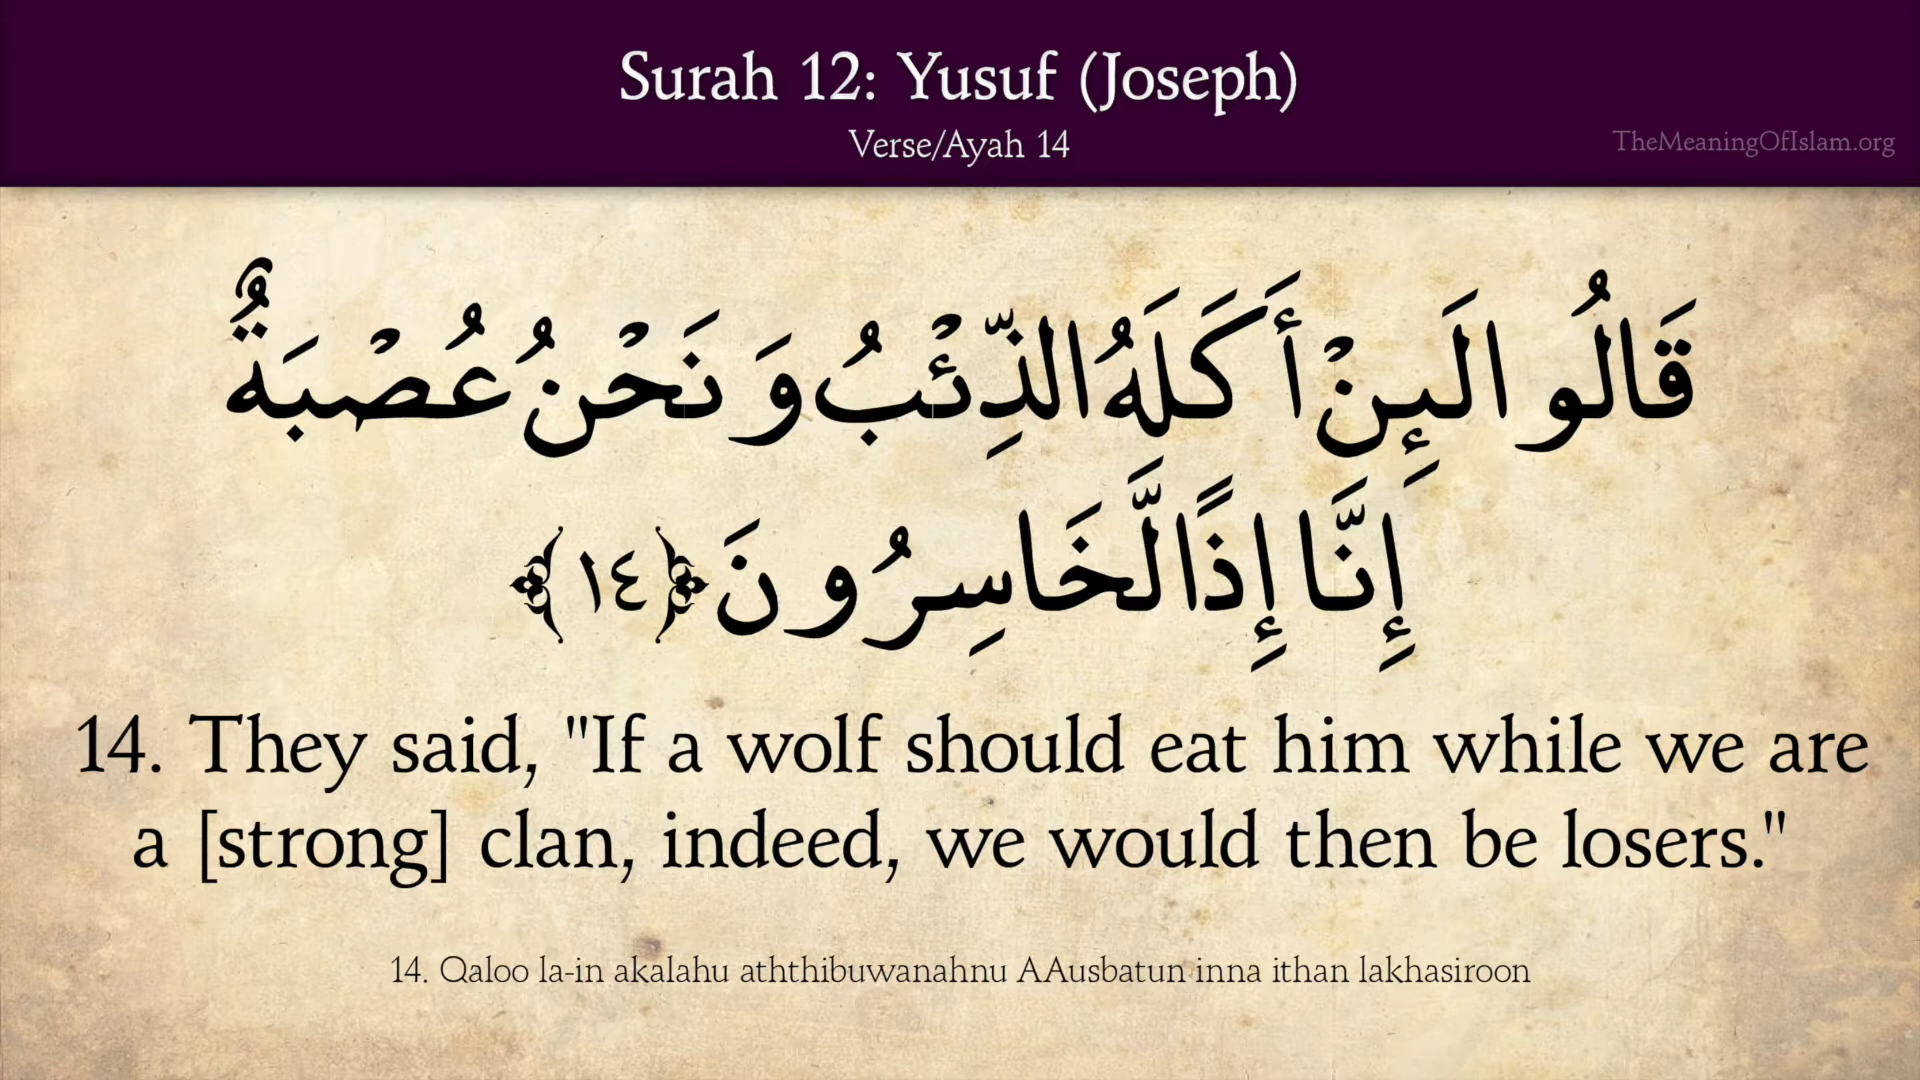 Surah 12: Yusuf (Joseph)
Verse/Ayah 14
TheMeaningOfIslam.org
قَالُوا لَئِنْ أَكَلَهُ الذِّئْبُ وَنَحْنُ عُصْبَةٌ
إِنَّا إِذًا لَّخَاسِرُونَ ﴿١٤﴾
14. They said, "If a wolf should eat him while we are
a [strong] clan, indeed, we would then be losers."
14. Qaloo la-in akalahu aththibuwanahnu AAusbatun inna ithan lakhasiroon